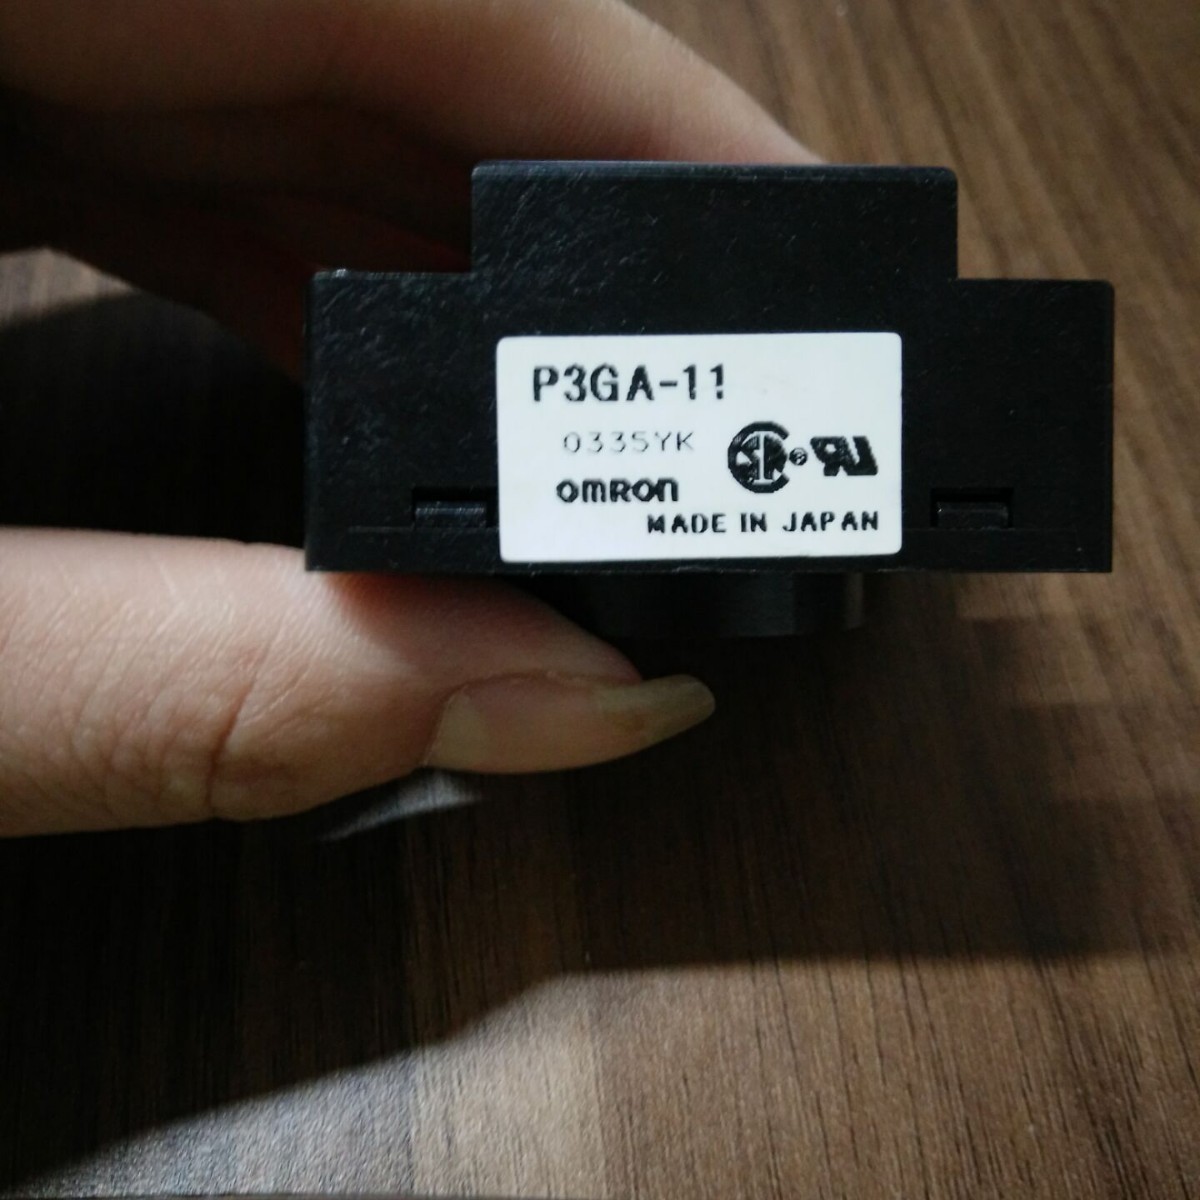 P3GA-11
0335YK
OMRON
MADE IN JAPAN